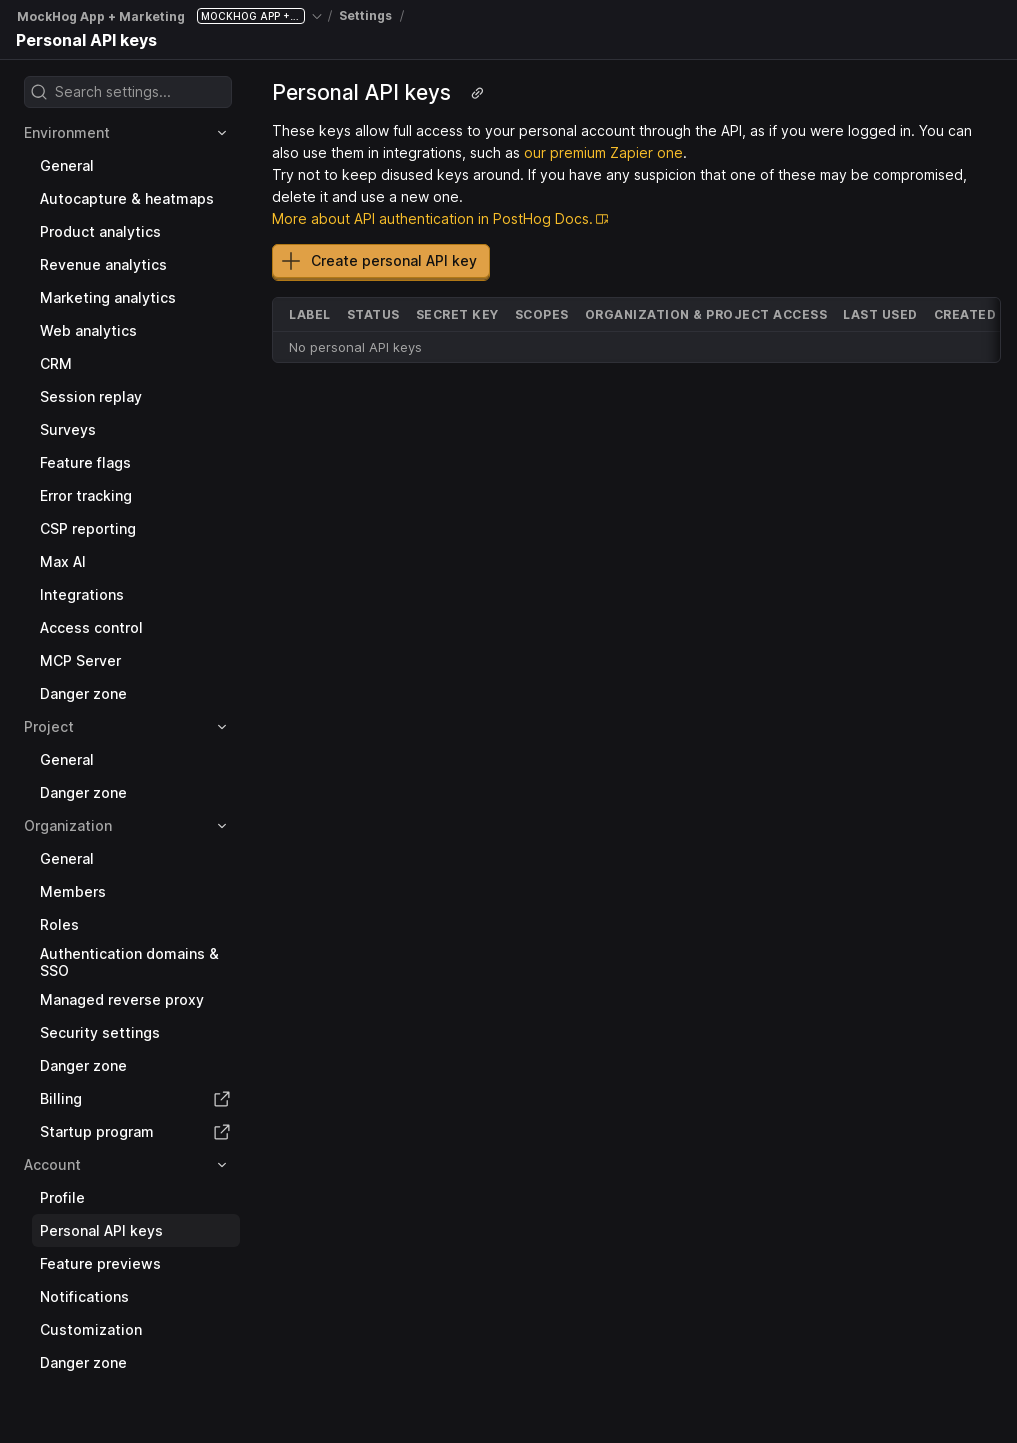 MockHog App + Marketing MOCKHOG APP +... / Settings /
Personal API keys
Search settings...
Environment
General
Autocapture & heatmaps
Product analytics
Revenue analytics
Marketing analytics
Web analytics
CRM
Session replay
Surveys
Feature flags
Error tracking
CSP reporting
Max AI
Integrations
Access control
MCP Server
Danger zone
Project
General
Danger zone
Organization
General
Members
Roles
Authentication domains &
SSO
Managed reverse proxy
Security settings
Danger zone
Billing
Startup program
Account
Profile
Personal API keys
Feature previews
Notifications
Customization
Danger zone
Personal API keys
These keys allow full access to your personal account through the API, as if you were logged in. You can
also use them in integrations, such as our premium Zapier one.
Try not to keep disused keys around. If you have any suspicion that one of these may be compromised,
delete it and use a new one.
More about API authentication in PostHog Docs.
Create personal API key
LABEL STATUS SECRET KEY SCOPES ORGANIZATION & PROJECT ACCESS LAST USED CREATED
No personal API keys